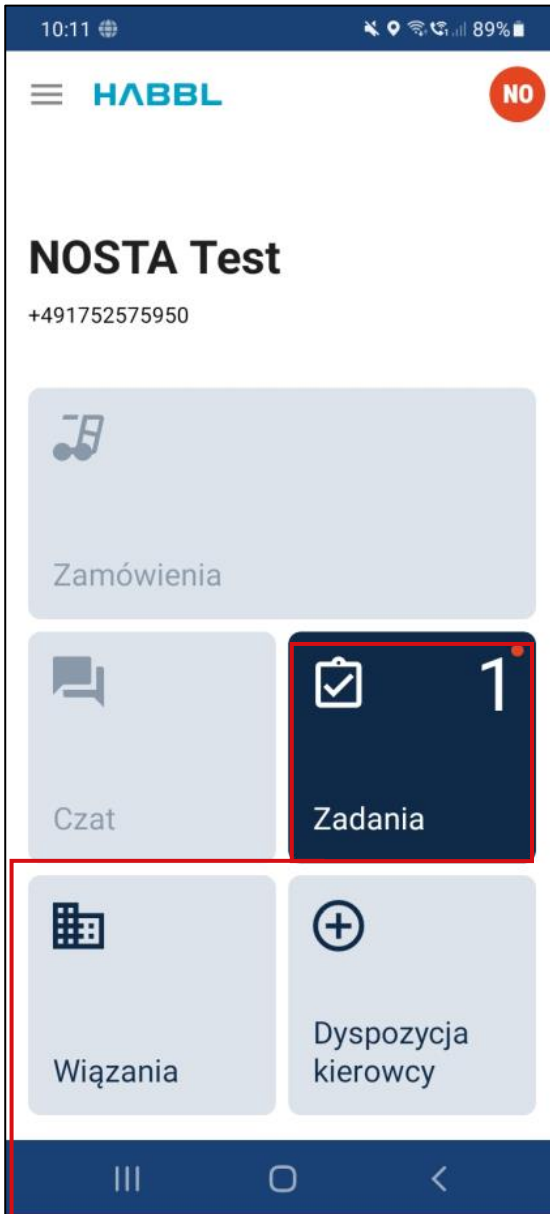 10:11 89%
HABBL
NO
NOSTA Test
+491752575950
Zamówienia
Czat
1
Zadania
Wiązania
Dyspozycja
kierowcy